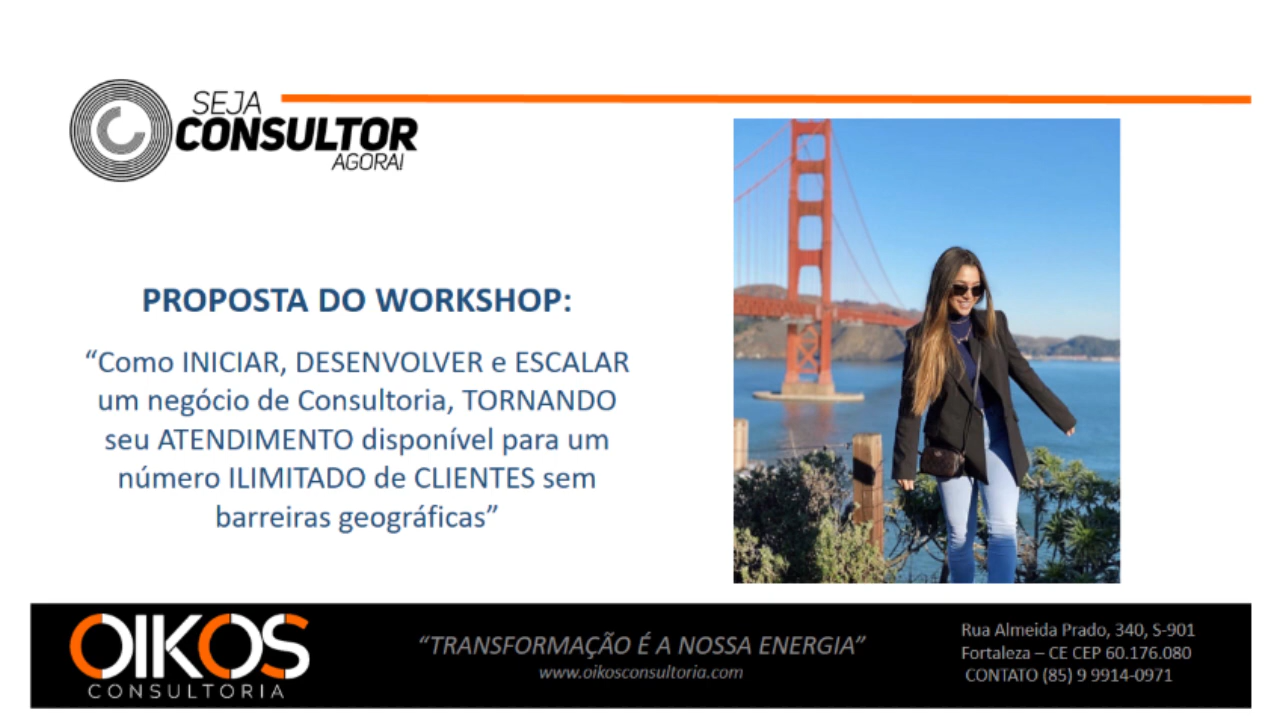 SEJA
CONSULTOR
AGORA!
PROPOSTA DO WORKSHOP:
“Como INICIAR, DESENVOLVER e ESCALAR
um negócio de Consultoria, TORNANDO
seu ATENDIMENTO disponível para um
número ILIMITADO de CLIENTES sem
barreiras geográficas”
OIKOS
CONSULTORIA
“TRANSFORMAÇÃO É A NOSSA ENERGIA”
www.oikosconsultoria.com
Rua Almeida Prado, 340, S-901
Fortaleza – CE CEP 60.176.080
CONTATO (85) 9 9914-0971